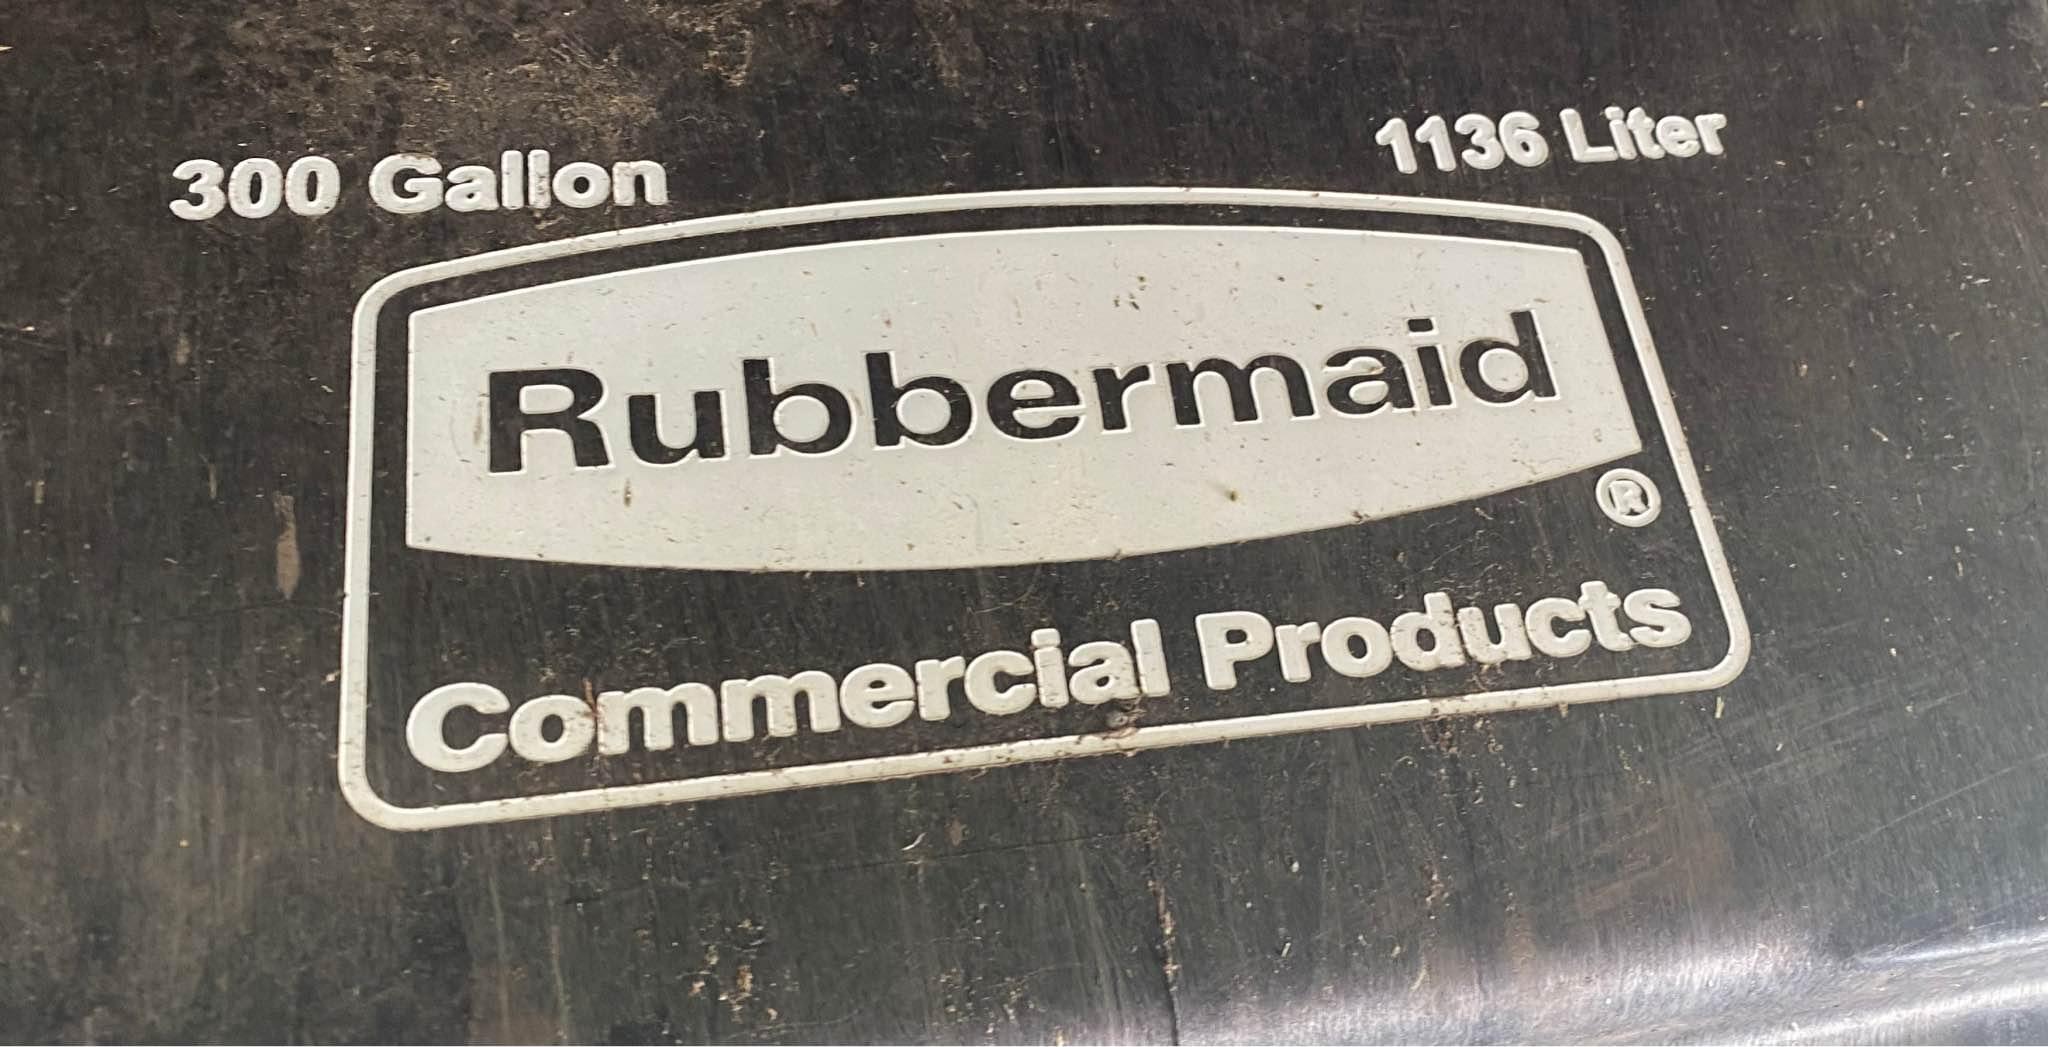 300 Gallon
1136 Liter
Rubbermaid
®
Commercial Products